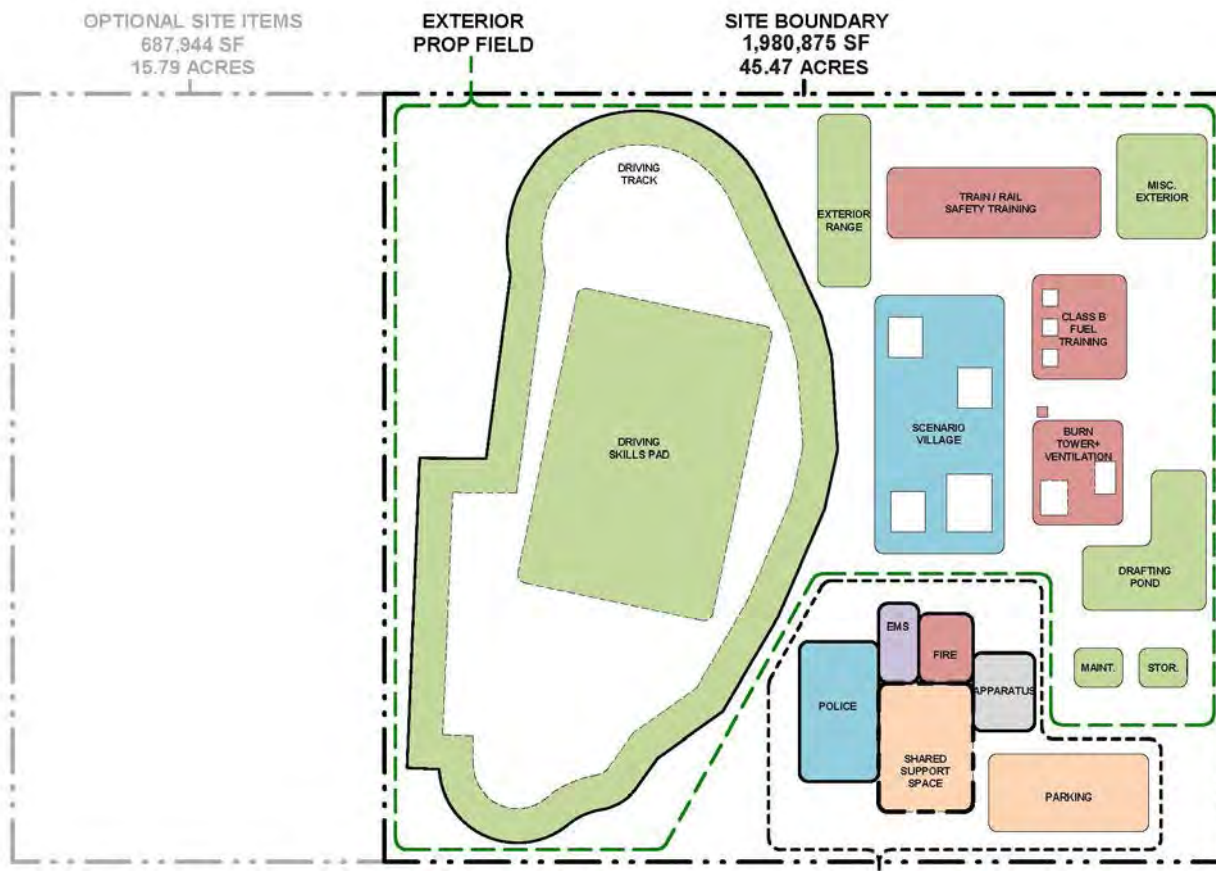 OPTIONAL SITE ITEMS
687,944 SF
15.79 ACRES
EXTERIOR
PROP FIELD
SITE BOUNDARY
1,980,875 SF
45.47 ACRES
DRIVING
TRACK
EXTERIOR
RANGE
TRAIN / RAIL
SAFETY TRAINING
MISC.
EXTERIOR
CLASS B
FUEL
TRAINING
SCENARIO
VILLAGE
BURN
TOWER+
VENTILATION
DRIVING
SKILLS PAD
DRAFTING
POND
EMS
FIRE
MAINT.
STOR.
POLICE
APPARATUS
SHARED
SUPPORT
SPACE
PARKING